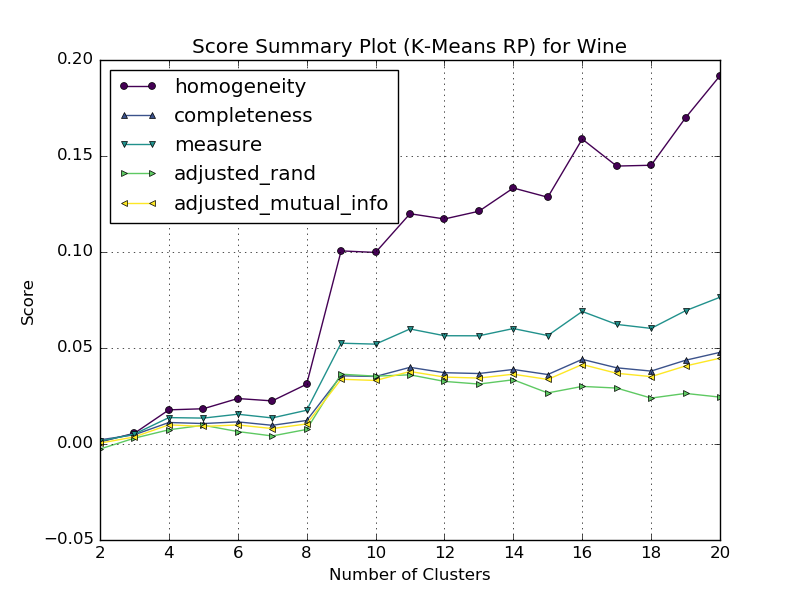 Score Summary Plot (K-Means RP) for Wine
homogeneity
completeness
measure
adjusted_rand
adjusted_mutual_info
0.20
0.15
0.10
0.05
0.00
−0.05
Score
2 4 6 8 10 12 14 16 18 20
Number of Clusters